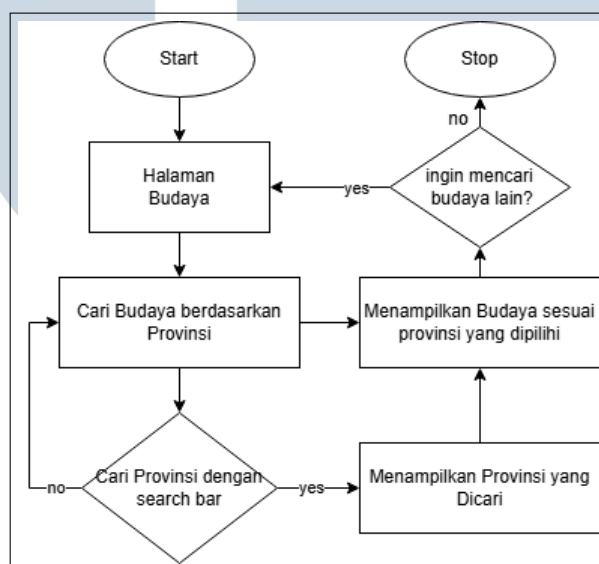 Start
Stop
no
Halaman
Budaya
yes
ingin mencari
budaya lain?
Cari Budaya berdasarkan
Provinsi
Menampilkan Budaya sesuai
provinsi yang dipilihi
no
Cari Provinsi dengan
search bar
yes
Menampilkan Provinsi yang
Dicari